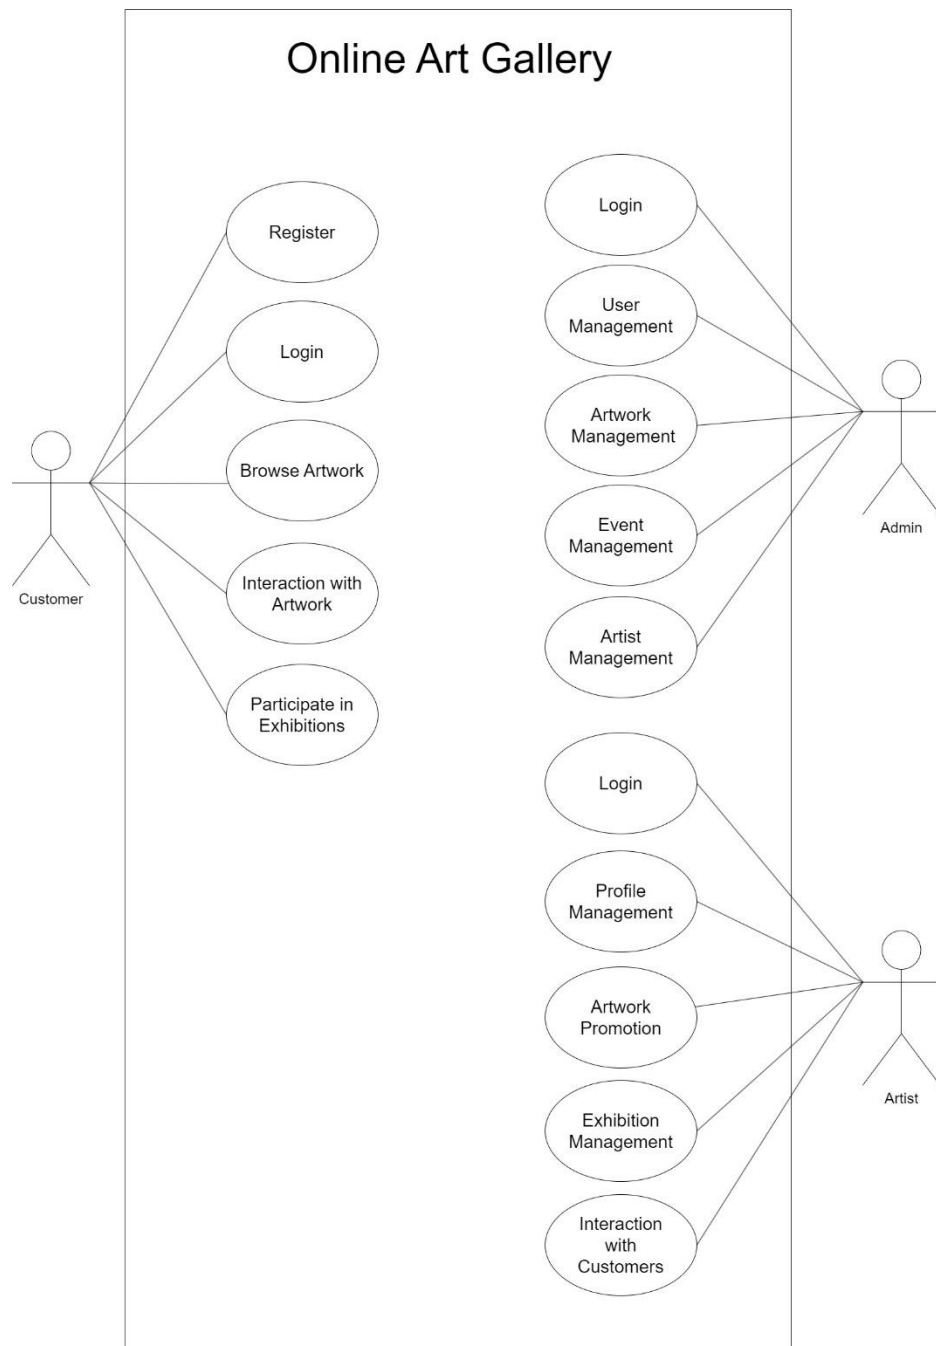 Online Art Gallery
Register
Login
Browse Artwork
Interaction with
Artwork
Participate in
Exhibitions
Customer
Login
User
Management
Artwork
Management
Event
Management
Artist
Management
Admin
Login
Profile
Management
Artwork
Promotion
Exhibition
Management
Interaction
with
Customers
Artist